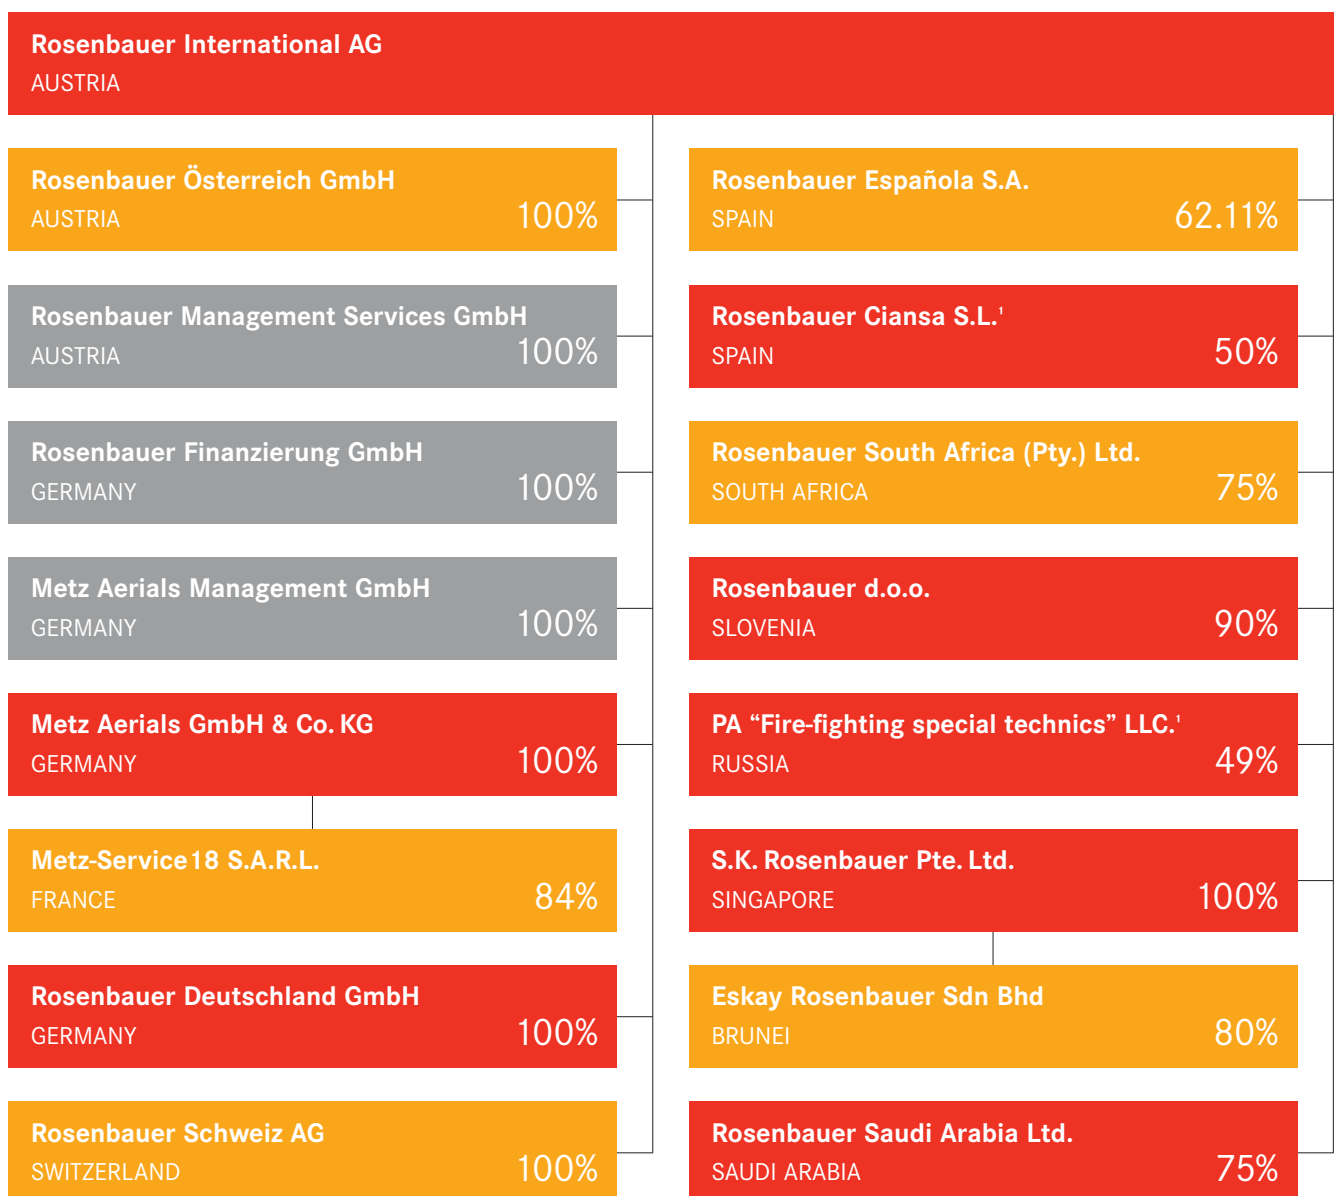 Rosenbauer International AG
AUSTRIA
Rosenbauer Österreich GmbH
AUSTRIA 100%
Rosenbauer Management Services GmbH
AUSTRIA 100%
Rosenbauer Finanzierung GmbH
GERMANY 100%
Metz Aerials Management GmbH
GERMANY 100%
Metz Aerials GmbH & Co. KG
GERMANY 100%
Metz-Service 18 S.A.R.L.
FRANCE 84%
Rosenbauer Deutschland GmbH
GERMANY 100%
Rosenbauer Schweiz AG
SWITZERLAND 100%
Rosenbauer Española S.A.
SPAIN 62.11%
Rosenbauer Ciansa S.L.¹
SPAIN 50%
Rosenbauer South Africa (Pty.) Ltd.
SOUTH AFRICA 75%
Rosenbauer d.o.o.
SLOVENIA 90%
PA “Fire-fighting special technics” LLC.¹
RUSSIA 49%
S.K. Rosenbauer Pte. Ltd.
SINGAPORE 100%
Eskay Rosenbauer Sdn Bhd
BRUNEI 80%
Rosenbauer Saudi Arabia Ltd.
SAUDI ARABIA 75%